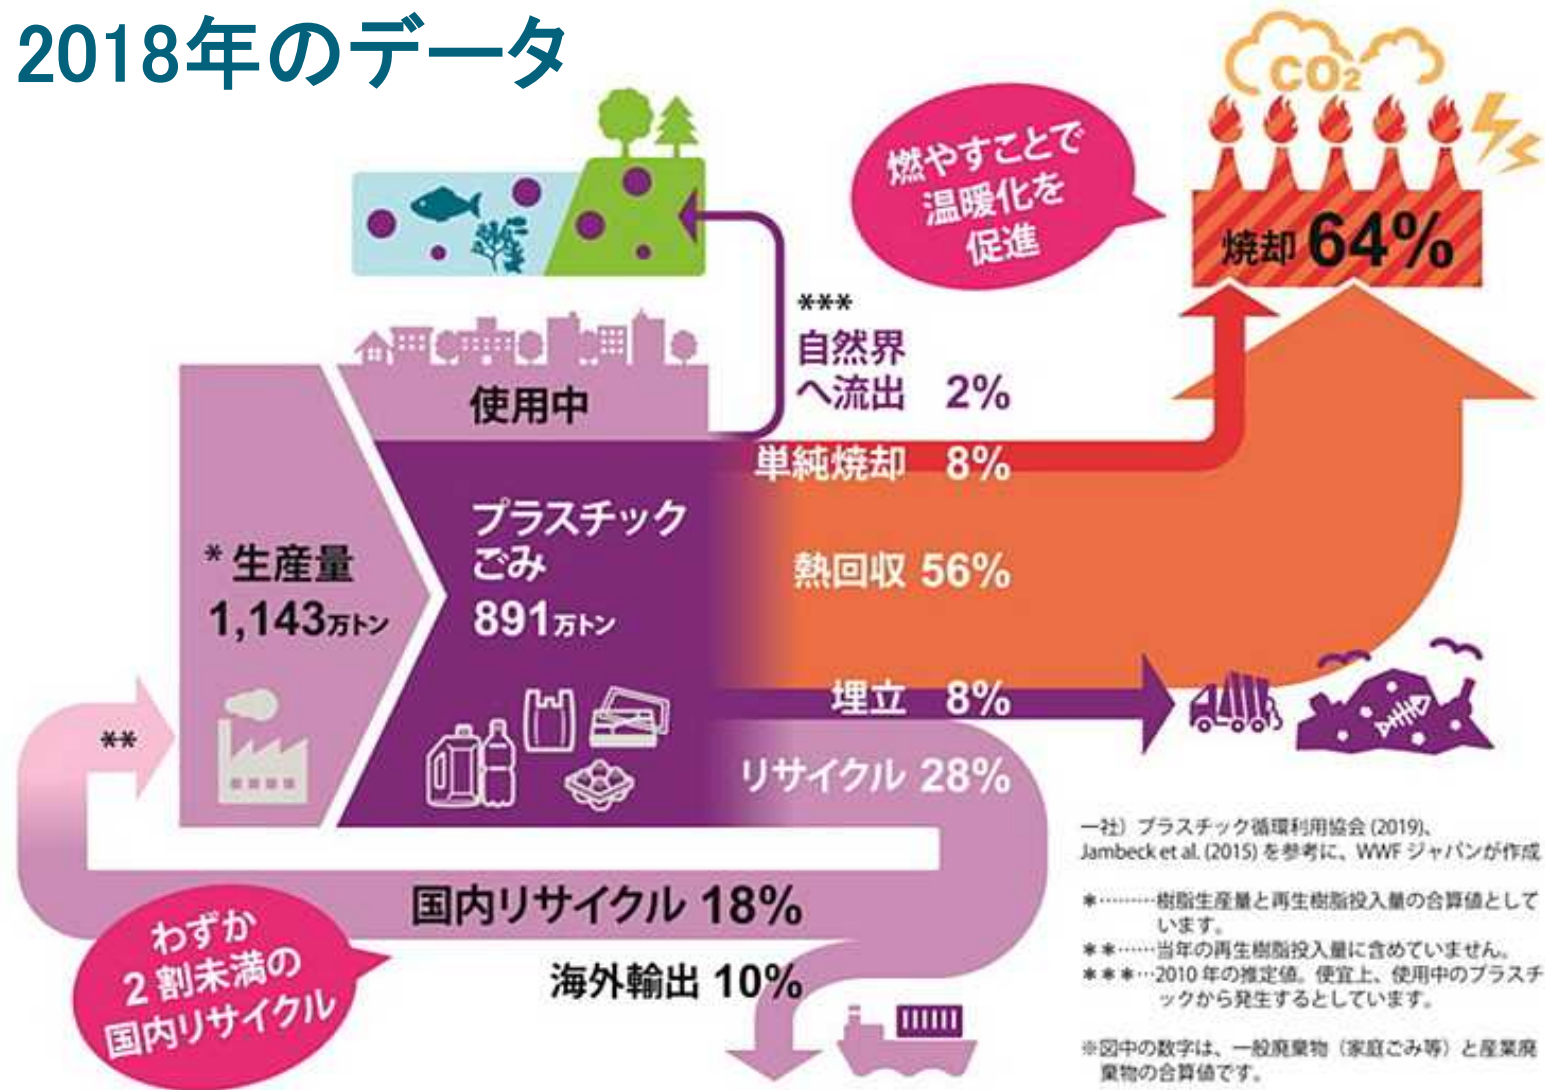 2018年のデータ
CO₂
燃やすことで
温暖化を
促進
焼却 64%
***
自然界
へ流出 2%
使用中
単純焼却 8%
*生産量
1,143万トン
プラスチック
ごみ
891万トン
熱回収 56%
埋立 8%
リサイクル 28%
**
国内リサイクル 18%
海外輸出 10%
わずか
2割未満の
国内リサイクル
一社）プラスチック循環利用協会 (2019)、
Jambeck et al. (2015) を参考に、WWF ジャパンが作成
*………樹脂生産量と再生樹脂投入量の合算値として
います。
**……当年の再生樹脂投入量に含めていません。
***…2010 年の推定値。便宜上、使用中のプラスチ
ックから発生するとしています。
※図中の数字は、一般廃棄物（家庭ごみ等）と産業廃
棄物の合算値です。